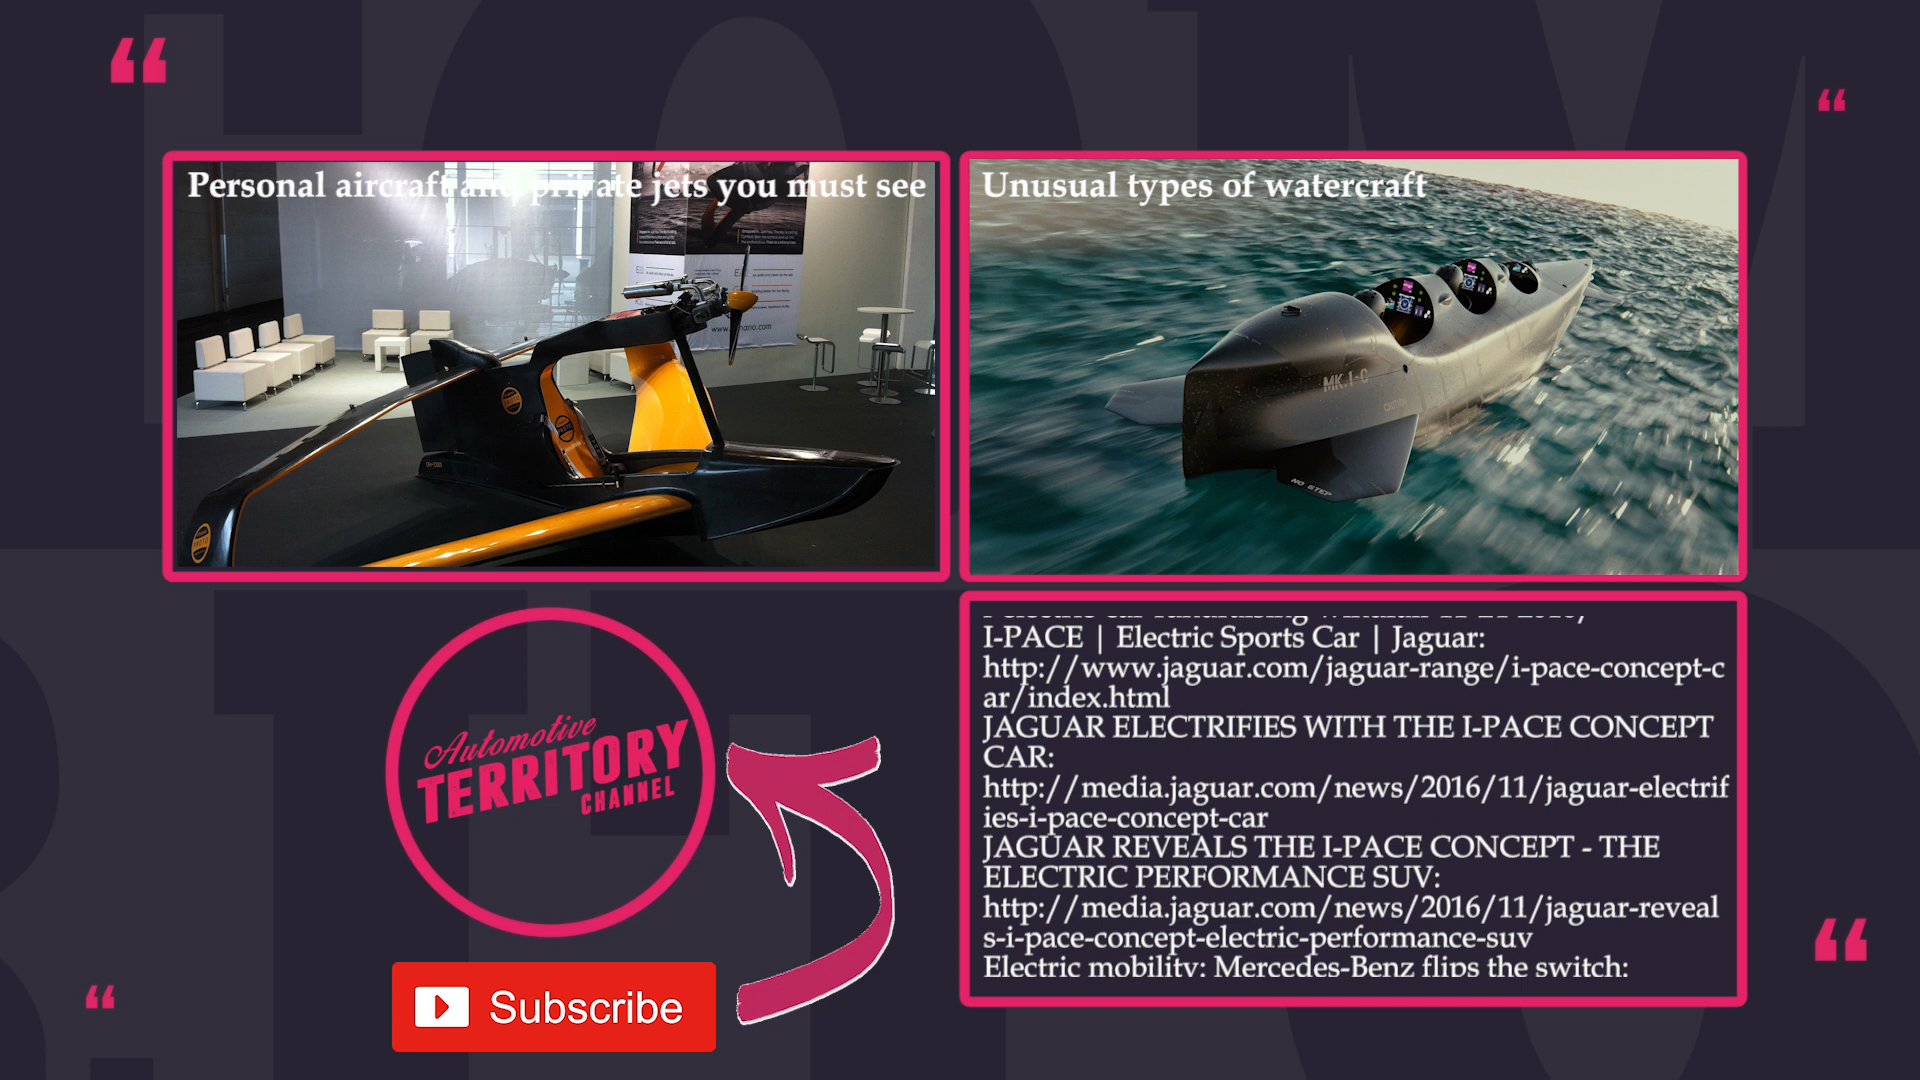 Personal aircraft and private jets you must see
Unusual types of watercraft
MK.1-C
NO STEP
Automotive
TERRITORY
CHANNEL
Subscribe
I-PACE | Electric Sports Car | Jaguar:
http://www.jaguar.com/jaguar-range/i-pace-concept-c
ar/index.html
JAGUAR ELECTRIFIES WITH THE I-PACE CONCEPT
CAR:
http://media.jaguar.com/news/2016/11/jaguar-electrif
ies-i-pace-concept-car
JAGUAR REVEALS THE I-PACE CONCEPT - THE
ELECTRIC PERFORMANCE SUV:
http://media.jaguar.com/news/2016/11/jaguar-reveal
s-i-pace-concept-electric-performance-suv
Electric mobility: Mercedes-Benz flips the switch: